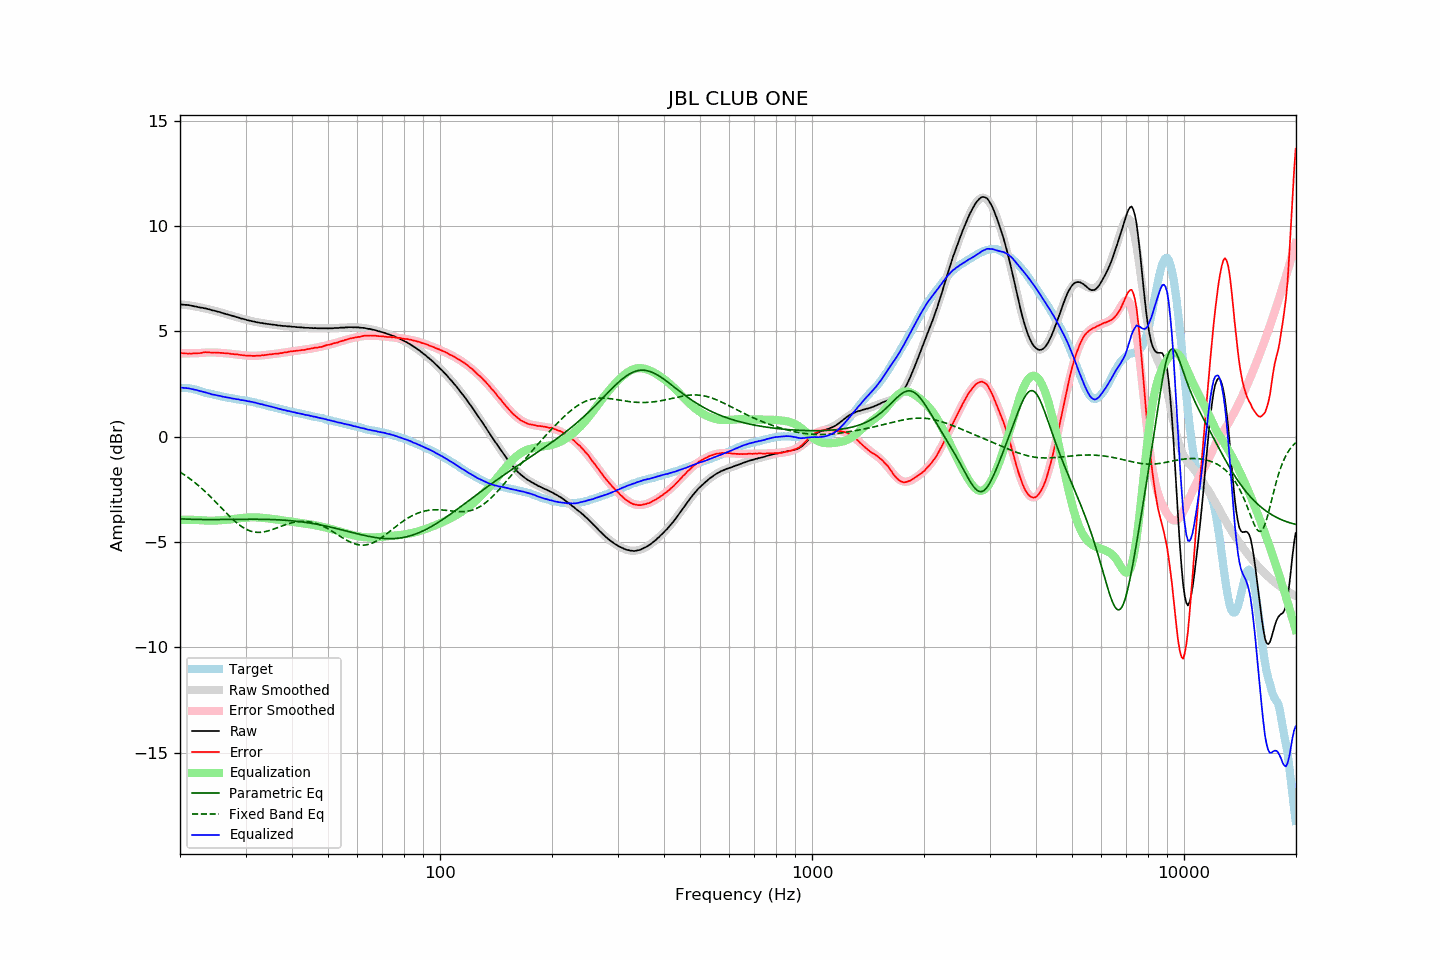 JBL CLUB ONE
Amplitude (dBr)
15
10
5
0
−5
−10
−15
Target
Raw Smoothed
Error Smoothed
Raw
Error
Equalization
Parametric Eq
Fixed Band Eq
Equalized
100
1000
10000
Frequency (Hz)